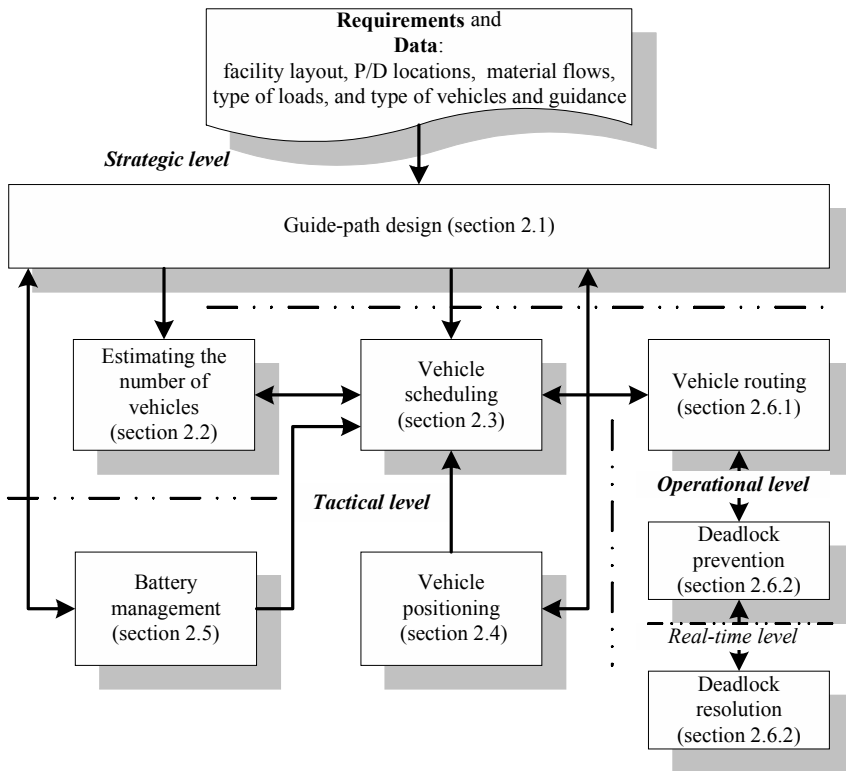 Requirements and
Data:
facility layout, P/D locations, material flows,
type of loads, and type of vehicles and guidance
Strategic level
Guide-path design (section 2.1)
Estimating the
number of
vehicles
(section 2.2)
Vehicle
scheduling
(section 2.3)
Vehicle routing
(section 2.6.1)
Tactical level
Operational level
Battery
management
(section 2.5)
Vehicle
positioning
(section 2.4)
Deadlock
prevention
(section 2.6.2)
Real-time level
Deadlock
resolution
(section 2.6.2)